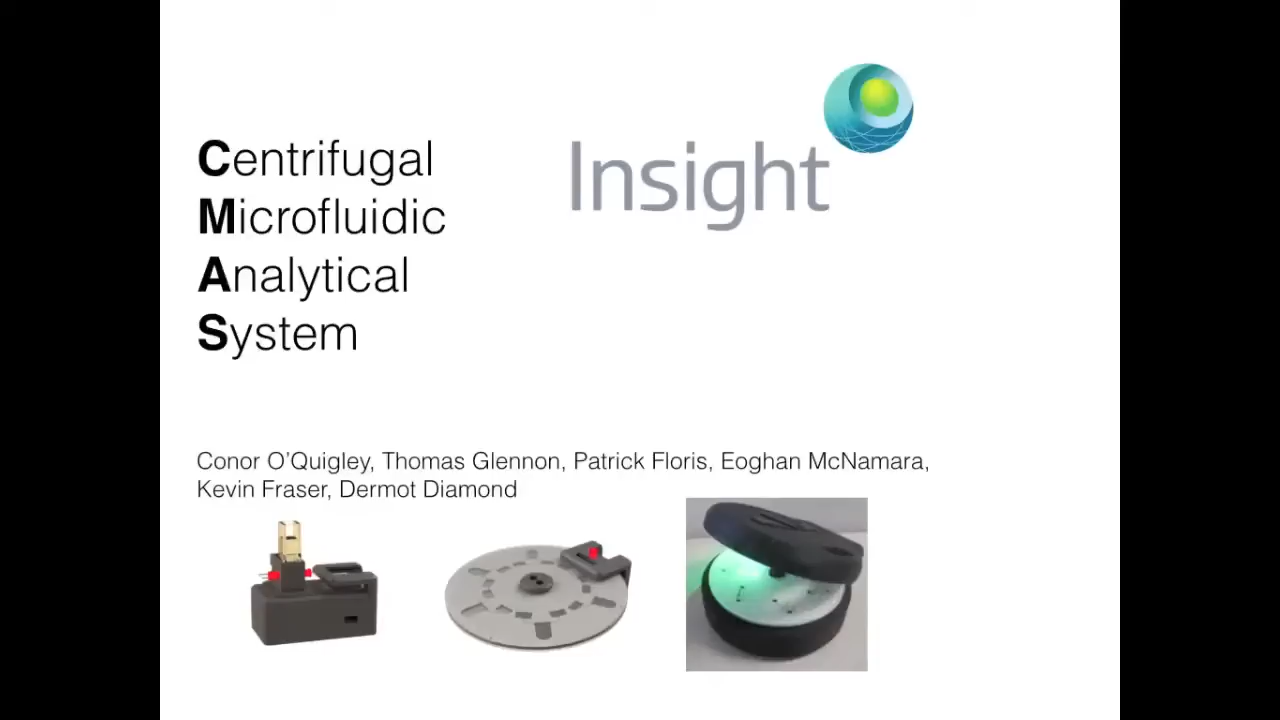 Centrifugal
Microfluidic
Analytical
System
Insight
Conor O’Quigley, Thomas Glennon, Patrick Floris, Eoghan McNamara,
Kevin Fraser, Dermot Diamond